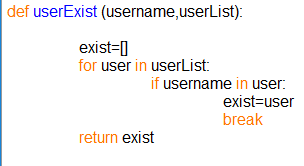 def userExist (username,userList):
exist=[]
for user in userList:
if username in user:
exist=user
break
return exist